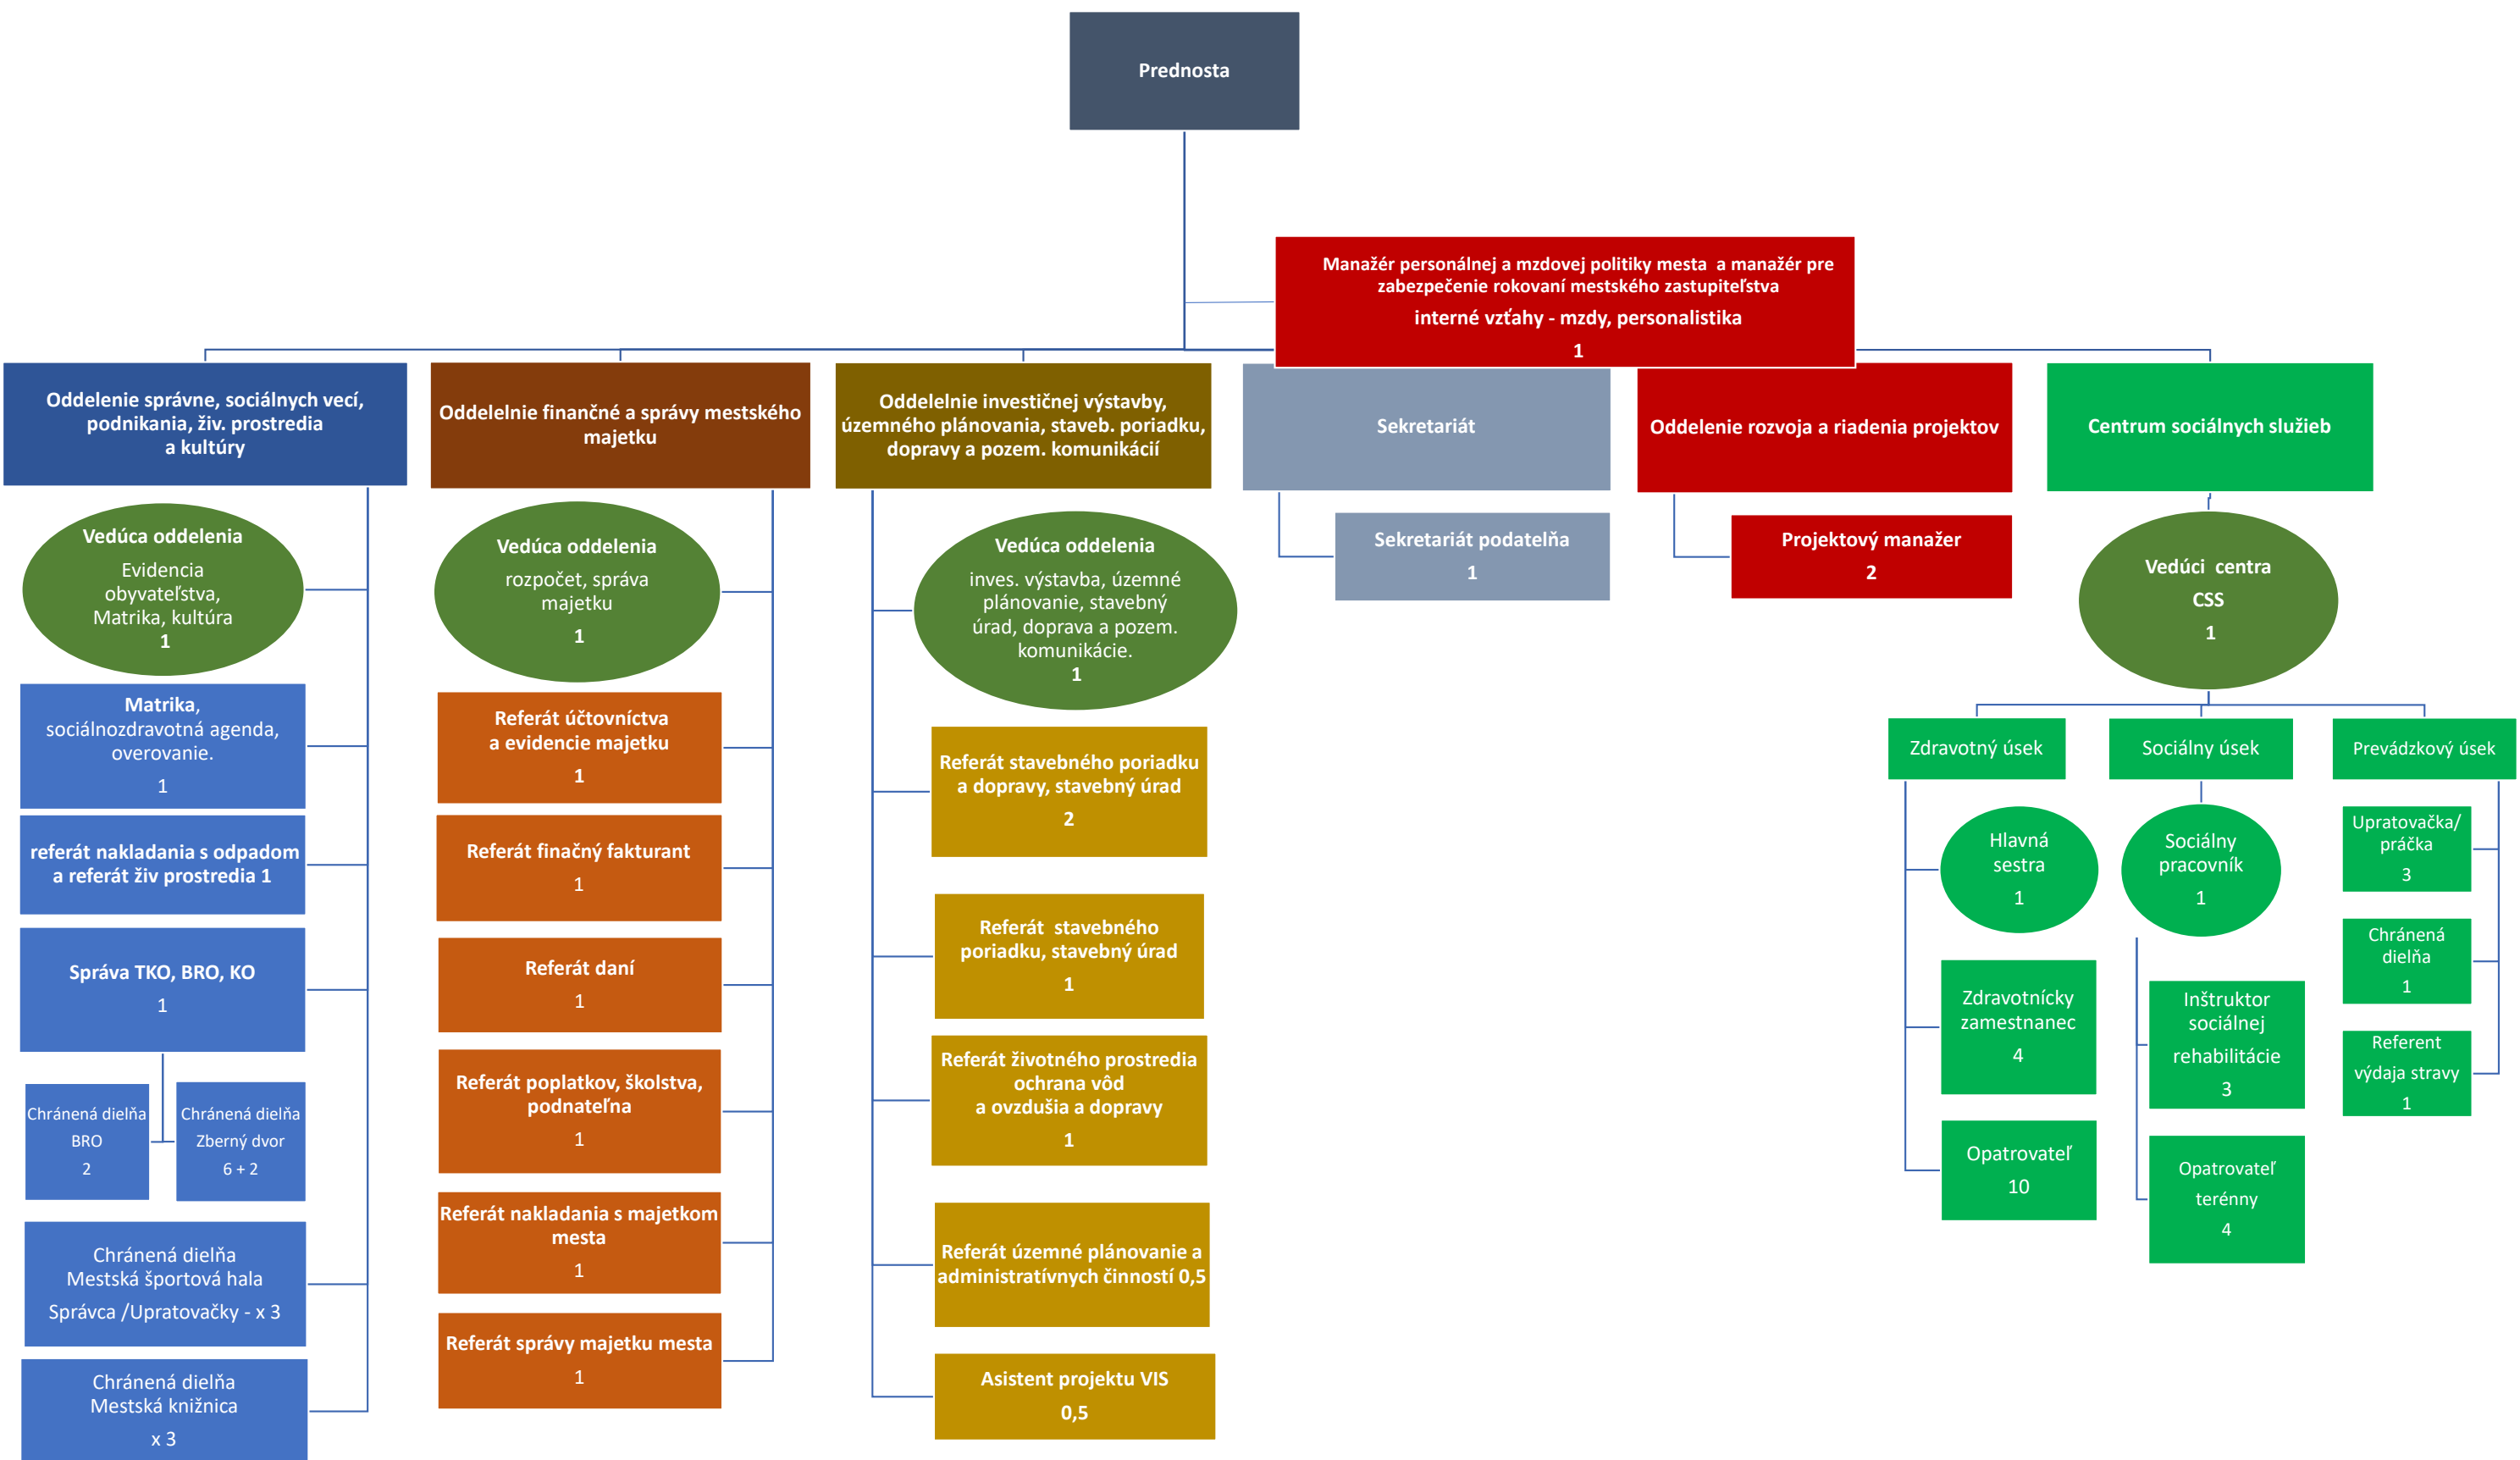 Prednosta
Manažér personálnej a mzdovej politiky mesta a manažér pre
zabezpečenie rokovaní mestského zastupiteľstva
interné vzťahy - mzdy, personalistika
1
Oddelenie správne, sociálnych vecí,
podnikania, živ. prostredia
a kultúry
Vedúca oddelenia
Evidencia
obyvateľstva,
Matrika, kultúra
1
Matrika,
sociálnozdravotná agenda,
overovanie.
1
referát nakladania s odpadom
a referát živ prostredia 1
Správa TKO, BRO, KO
1
Chránená dielňa
BRO
2
Chránená dielňa
Zberný dvor
6 + 2
Chránená dielňa
Mestská športová hala
Správca /Upratovačky - x 3
Chránená dielňa
Mestská knižnica
x 3
Oddelelnie finančné a správy mestského
majetku
Vedúca oddelenia
rozpočet, správa
majetku
1
Referát účtovníctva
a evidencie majetku
1
Referát finačný fakturant
1
Referát daní
1
Referát poplatkov, školstva,
podnateľna
1
Referát nakladania s majetkom
mesta
1
Referát správy majetku mesta
1
Oddelelnie investičnej výstavby,
územného plánovania, staveb. poriadku,
dopravy a pozem. komunikácií
Vedúca oddelenia
inves. výstavba, územné
plánovanie, stavebný
úrad, doprava a pozem.
komunikácie.
1
Referát stavebného poriadku
a dopravy, stavebný úrad
2
Referát stavebného
poriadku, stavebný úrad
1
Referát životného prostredia
ochrana vôd
a ovzdušia a dopravy
1
Referát územné plánovanie a
administratívnych činností 0,5
Asistent projektu VIS
0,5
Sekretariát
Sekretariát podatelňa
1
Oddelenie rozvoja a riadenia projektov
Projektový manažer
2
Centrum sociálnych služieb
Vedúci centra
CSS
1
Zdravotný úsek
Hlavná
sestra
1
Zdravotnícky
zamestnanec
4
Opatrovateľ
10
Sociálny úsek
Sociálny
pracovník
1
Inštruktor
sociálnej
rehabilitácie
3
Opatrovateľ
terénny
4
Prevádzkový úsek
Upratovačka/
práčka
3
Chránená
dielňa
1
Referent
výdaja stravy
1